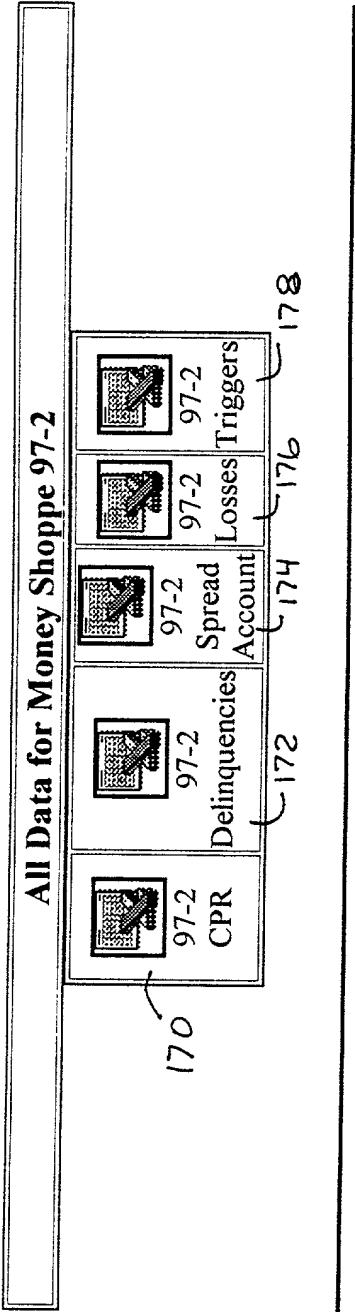 All Data for Money Shoppe 97-2
97-2
CPR
97-2
Delinquencies
97-2
Spread
Account
97-2
Losses
97-2
Triggers
170
172
174
176
178